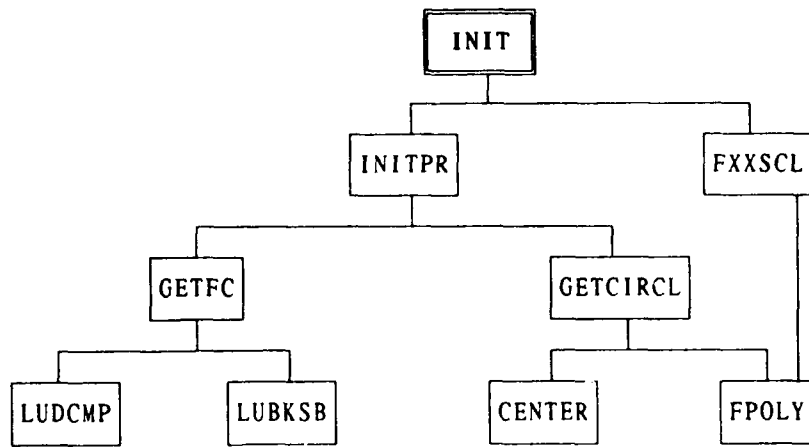 INIT
INITPR
FXXSCL
GETFC
GETCIRCL
LUDCMP
LUBKSB
CENTER
FPOLY